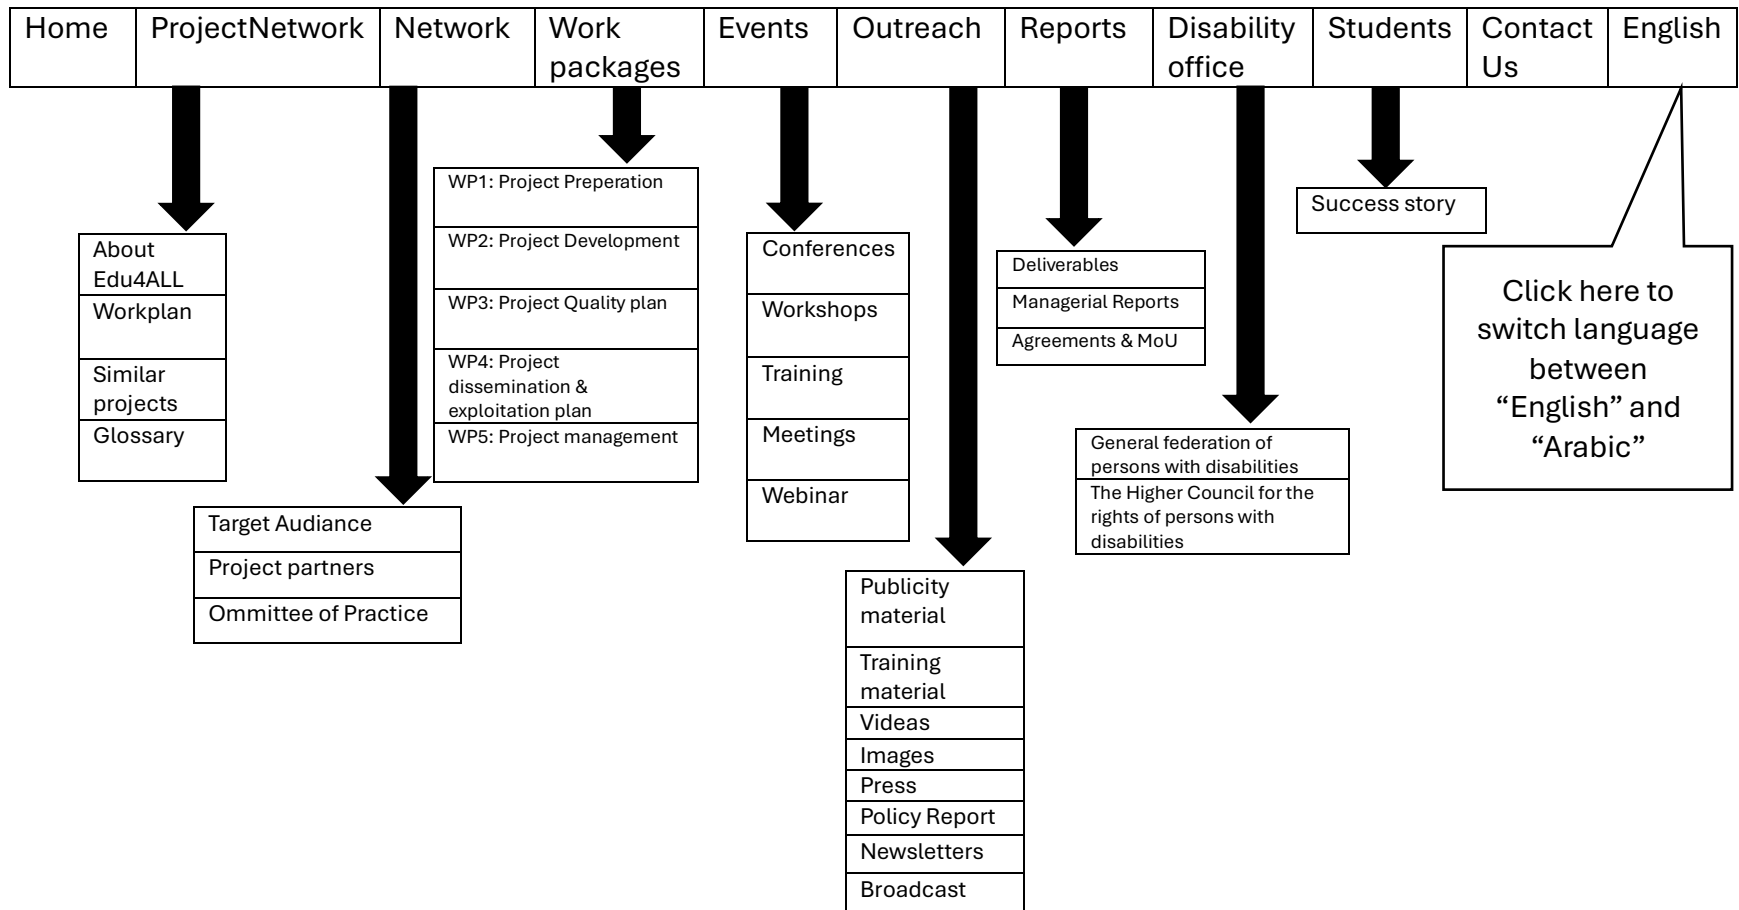 Home
ProjectNetwork
Network
Work
packages
Events
Outreach
Reports
Disability
office
Students
Contact
Us
English
About
Edu4ALL
Workplan
Similar
projects
Glossary
Target Audiance
Project partners
Ommittee of Practice
WP1: Project Preperation
WP2: Project Development
WP3: Project Quality plan
WP4: Project
dissemination &
exploitation plan
WP5: Project management
Conferences
Workshops
Training
Meetings
Webinar
Publicity
material
Training
material
Videas
Images
Press
Policy Report
Newsletters
Broadcast
Deliverables
Managerial Reports
Agreements & MoU
General federation of
persons with disabilities
The Higher Council for the
rights of persons with
disabilities
Success story
Click here to
switch language
between
“English” and
“Arabic”